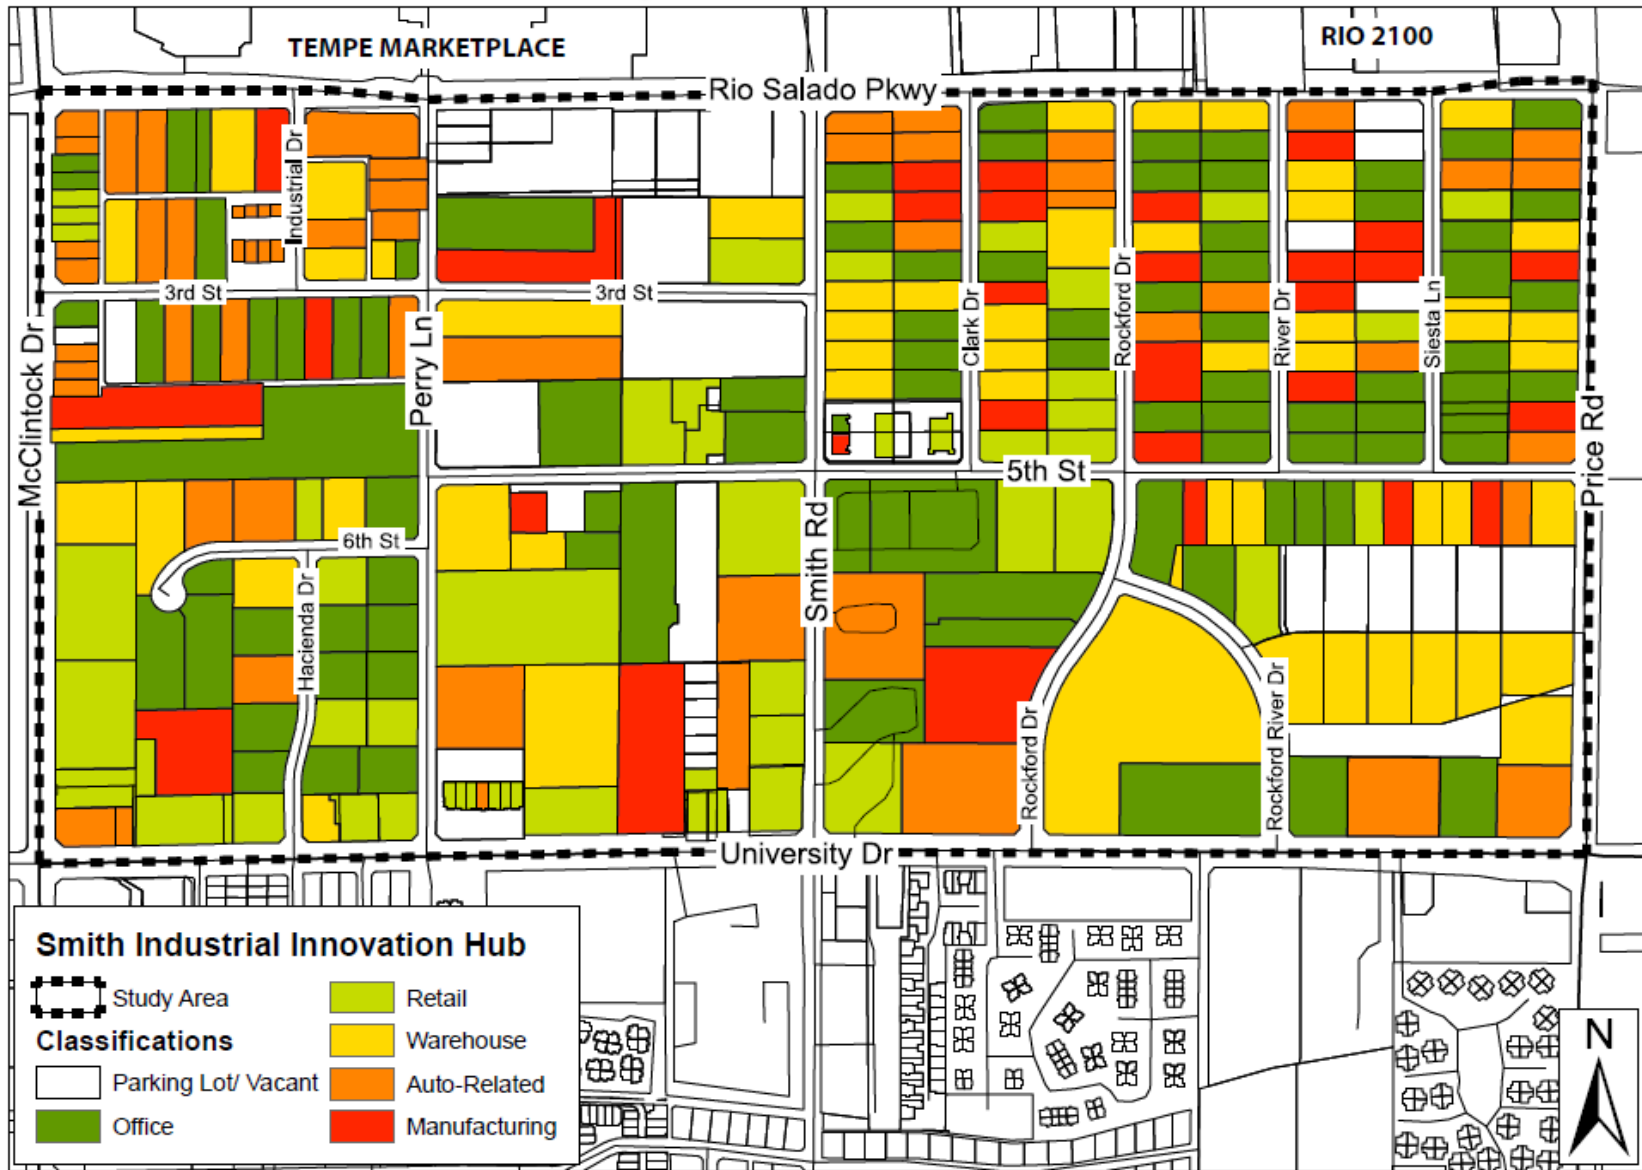 TEMPE MARKETPLACE
RIO 2100
Rio Salado Pkwy
Industrial Dr
3rd St
3rd St
McClintock Dr
Perry Ln
Clark Dr
Rockford Dr
River Dr
Siesta Ln
Price Rd
5th St
6th St
Smith Rd
Hacienda Dr
Rockford Dr
Rockford River Dr
University Dr
Smith Industrial Innovation Hub
Study Area
Classifications
Parking Lot/ Vacant
Office
Retail
Warehouse
Auto-Related
Manufacturing
N